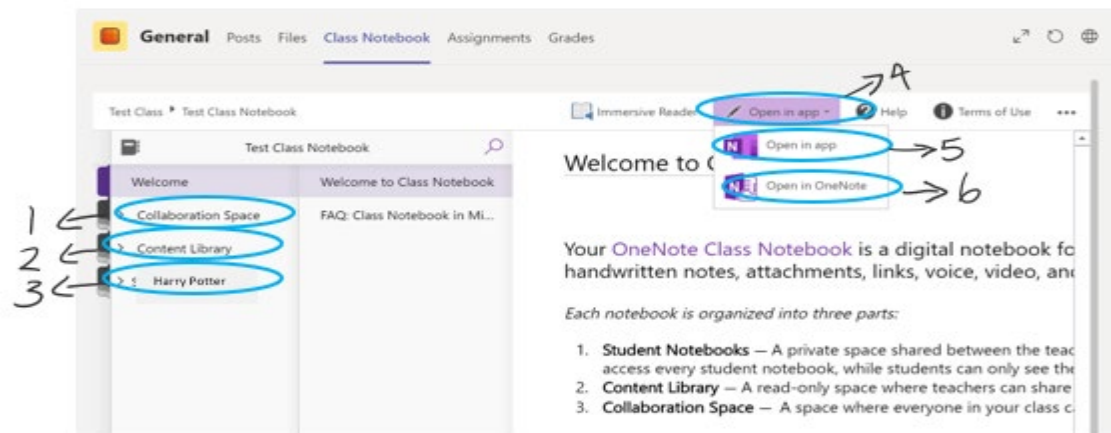 General Posts Files Class Notebook Assignments Grades
4
Test Class Test Class Notebook
Immersive Reader Open in app Help Terms of Use •••
Test Class Notebook
Open in app
5
Welcome to
Welcome Welcome to Class Notebook
Open in OneNote
6
1
Collaboration Space FAQ: Class Notebook in Mi...
2
Content Library
3
Harry Potter
Your OneNote Class Notebook is a digital notebook
handwritten notes, attachments, links, voice, video,
Each notebook is organized into three parts:
1. Student Notebooks — A private space shared between the
access every student notebook, while students can only see
2. Content Library — A read-only space where teachers can share
3. Collaboration Space — A space where everyone in your class